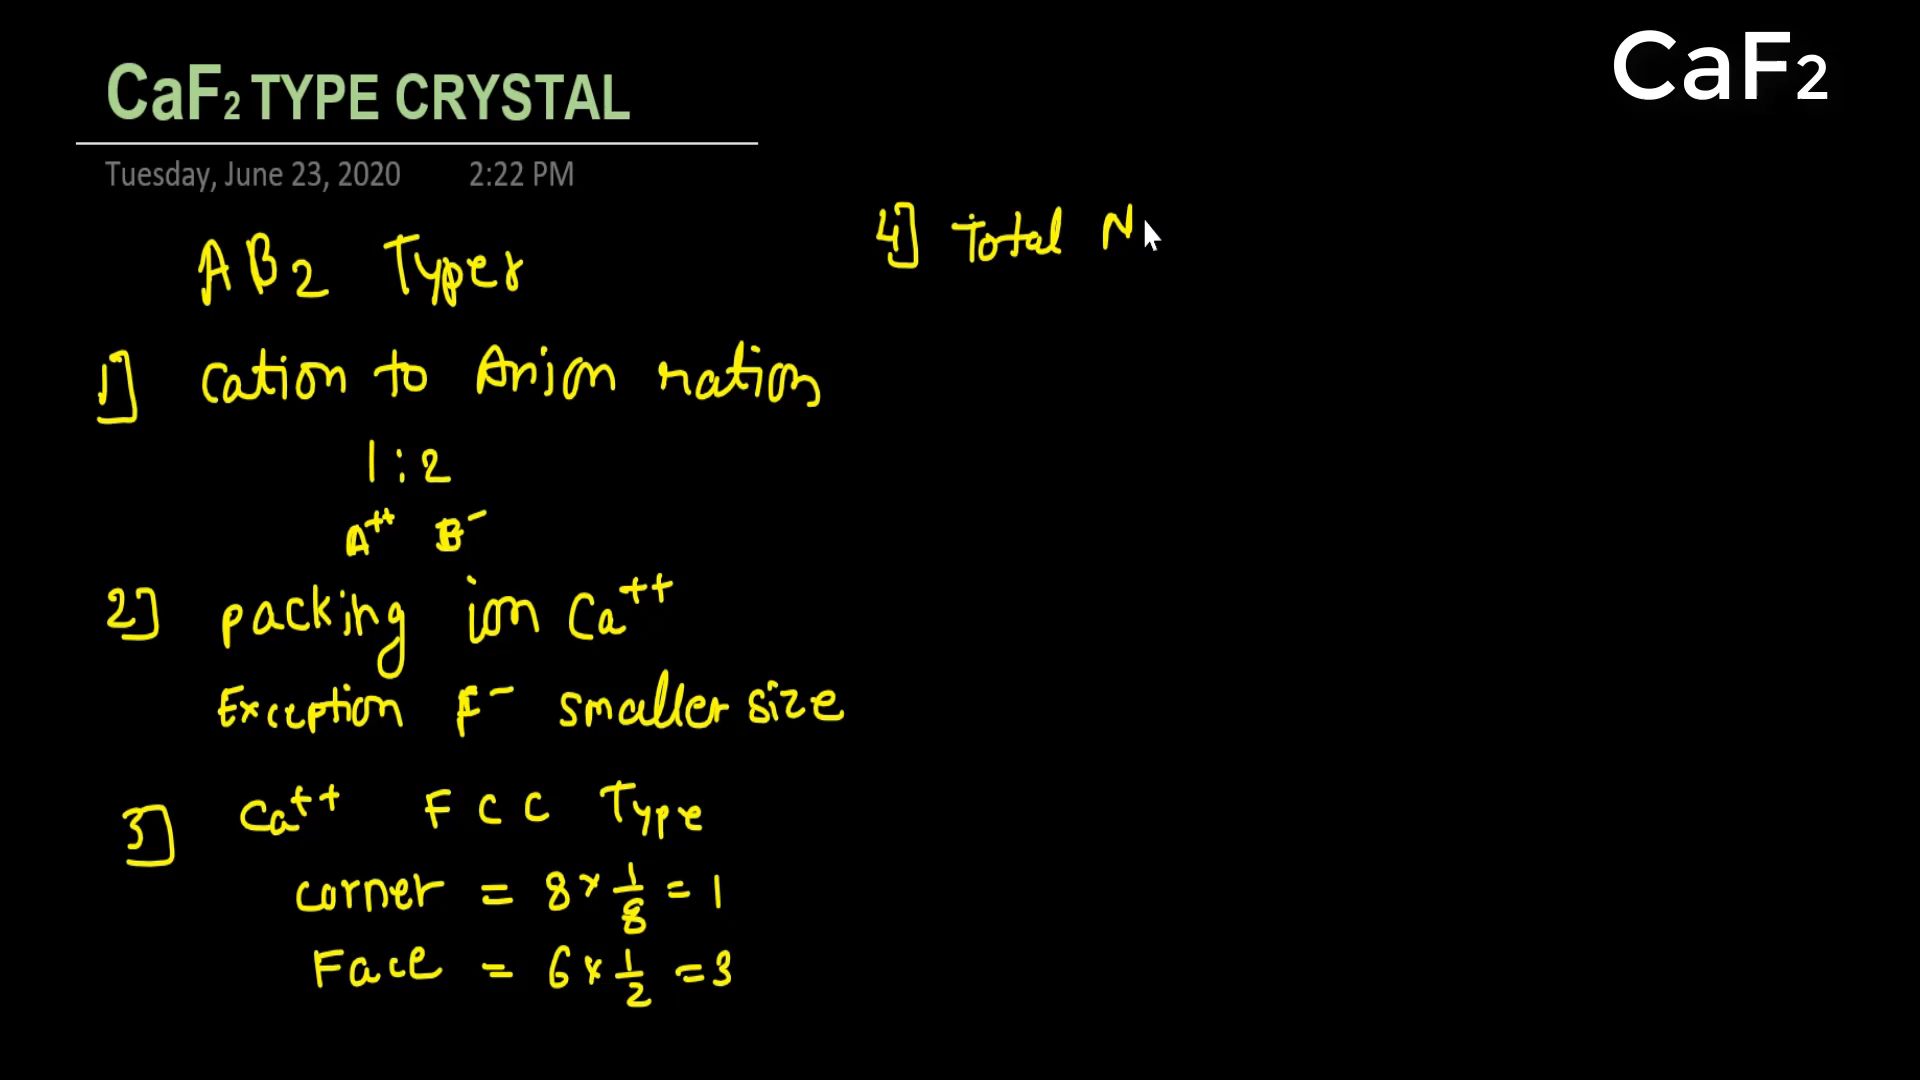 CaF2
CaF2 TYPE CRYSTAL
Tuesday, June 23, 2020 2:22 PM
AB2 Types
1] cation to Anion ration
1 : 2
A++ B-
2] packing ion Ca++
Exception F- smaller size
3] Ca++ FCC Type
corner = 8 × 1/8 = 1
Face = 6 × 1/2 = 3
4] Total N